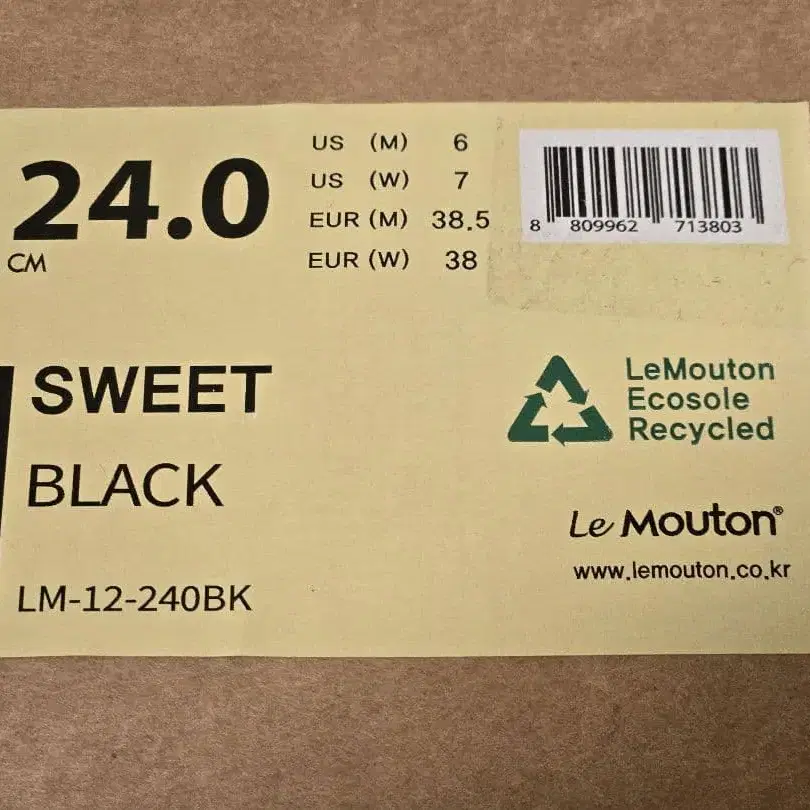 24.0
CM
US (M) 6
US (W) 7
EUR (M) 38.5
EUR (W) 38
8 809962 713803
SWEET
BLACK
LM-12-240BK
LeMouton
Ecosole
Recycled
Le Mouton®
www.lemouton.co.kr